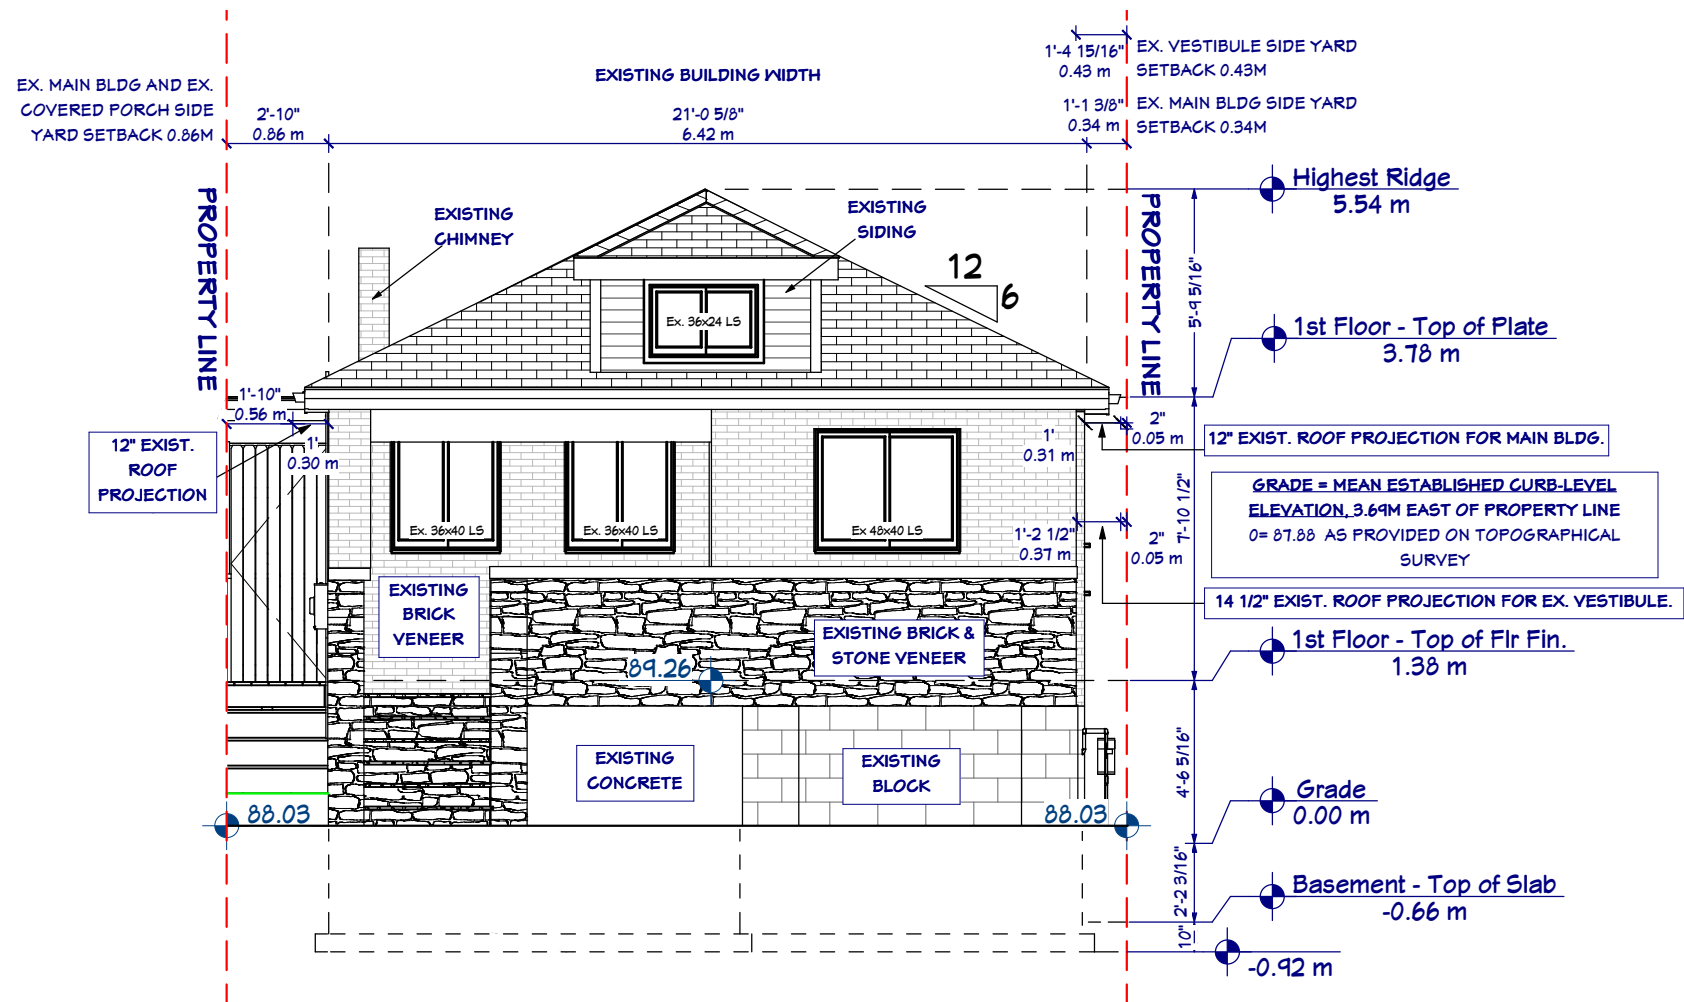 1'-4 15/16"
0.43 m
EX. VESTIBULE SIDE YARD
SETBACK 0.43M
EXISTING BUILDING WIDTH
EX. MAIN BLDG AND EX.
COVERED PORCH SIDE
YARD SETBACK 0.86M
2'-10"
0.86 m
21'-0 5/8"
6.42 m
1'-1 3/8"
0.34 m
EX. MAIN BLDG SIDE YARD
SETBACK 0.34M
PROPERTY LINE
PROPERTY LINE
Highest Ridge
5.54 m
EXISTING
CHIMNEY
EXISTING
SIDING
12
6
5'-9 5/16"
Ex. 36x24 LS
1st Floor - Top of Plate
3.78 m
1'-10"
0.56 m
1'
0.30 m
12" EXIST.
ROOF
PROJECTION
1'
0.31 m
2"
0.05 m
12" EXIST. ROOF PROJECTION FOR MAIN BLDG.
7'-10 1/2"
GRADE = MEAN ESTABLISHED CURB-LEVEL
ELEVATION, 3.69M EAST OF PROPERTY LINE
0= 87.88 AS PROVIDED ON TOPOGRAPHICAL
SURVEY
Ex. 36x40 LS
Ex. 36x40 LS
Ex 48x40 LS
1'-2 1/2"
0.37 m
2"
0.05 m
14 1/2" EXIST. ROOF PROJECTION FOR EX. VESTIBULE.
EXISTING
BRICK
VENEER
EXISTING BRICK &
STONE VENEER
1st Floor - Top of Flr Fin.
1.38 m
89.26
4'-6 5/16"
EXISTING
CONCRETE
EXISTING
BLOCK
Grade
0.00 m
88.03
88.03
2'-2 3/16"
Basement - Top of Slab
-0.66 m
10"
-0.92 m